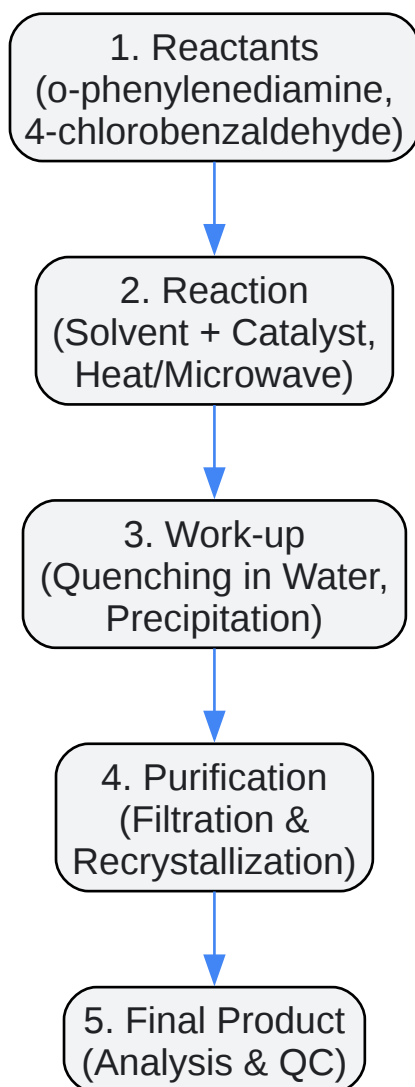 1. Reactants
(o-phenylenediamine,
4-chlorobenzaldehyde)
2. Reaction
(Solvent + Catalyst,
Heat/Microwave)
3. Work-up
(Quenching in Water,
Precipitation)
4. Purification
(Filtration &
Recrystallization)
5. Final Product
(Analysis & QC)